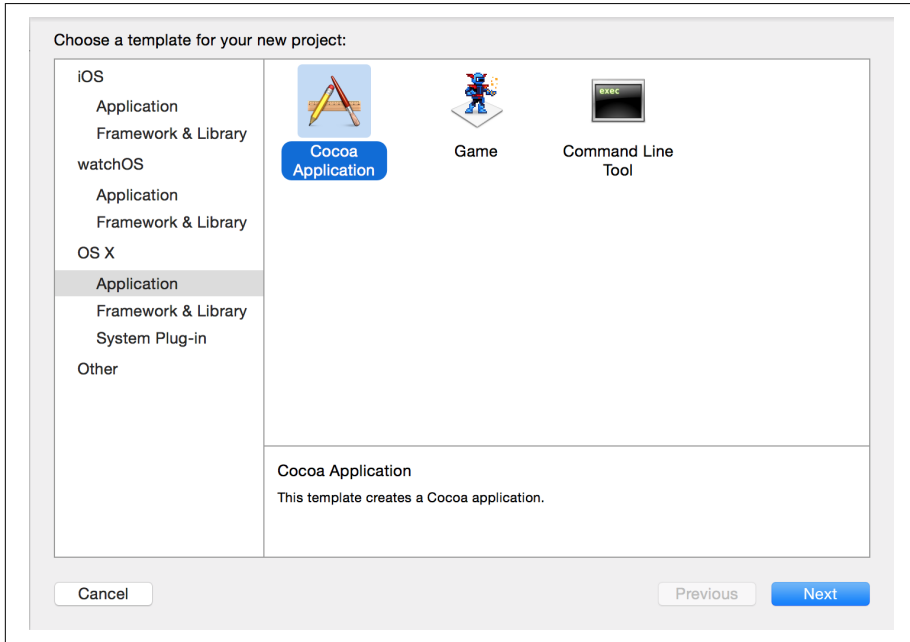 Choose a template for your new project:
iOS
Application
Framework & Library
watchOS
Application
Framework & Library
OS X
Application
Framework & Library
System Plug-in
Other
Cocoa
Application
Game
exec
Command Line
Tool
Cocoa Application
This template creates a Cocoa application.
Cancel
Previous
Next